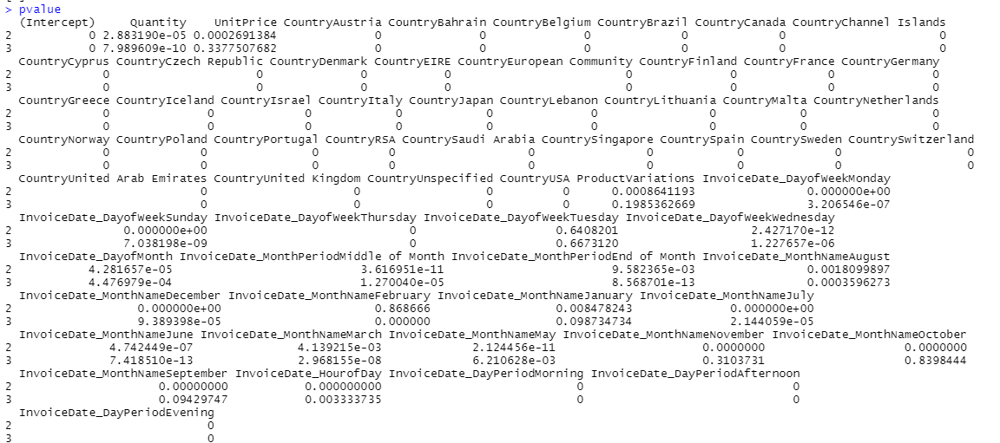 > pvalue
(Intercept) Quantity UnitPrice CountryAustria CountryBahrain CountryBelgium CountryBrazil CountryCanada CountryChannel Islands
2 0 2.883190e-05 0.0002691384 0 0 0 0 0 0
3 0 7.989609e-10 0.3377507682 0 0 0 0 0 0
CountryCyprus CountryCzech Republic CountryDenmark CountryEIRE CountryEuropean Community CountryFinland CountryFrance CountryGermany
2 0 0 0 0 0 0 0 0
3 0 0 0 0 0 0 0 0
CountryGreece CountryIceland CountryIsrael CountryItaly CountryJapan CountryLebanon CountryLithuania CountryMalta CountryNetherlands
2 0 0 0 0 0 0 0 0 0
3 0 0 0 0 0 0 0 0 0
CountryNorway CountryPoland CountryPortugal CountryRSA CountrySaudi Arabia CountrySingapore CountrySpain CountrySweden CountrySwitzerland
2 0 0 0 0 0 0 0 0 0
3 0 0 0 0 0 0 0 0 0
CountryUnited Arab Emirates CountryUnited Kingdom CountryUnspecified CountryUSA ProductVariations InvoiceDate_DayofWeekMonday
2 0 0 0 0 0.0008641193 0.000000e+00
3 0 0 0 0 0.1985362669 3.206546e-07
InvoiceDate_DayofWeekSunday InvoiceDate_DayofWeekThursday InvoiceDate_DayofWeekTuesday InvoiceDate_DayofWeekWednesday
2 0.000000e+00 0 0.6408201 2.427170e-12
3 7.038198e-09 0 0.6673120 1.227657e-06
InvoiceDate_DayofMonth InvoiceDate_MonthPeriodMiddle of Month InvoiceDate_MonthPeriodEnd of Month InvoiceDate_MonthNameAugust
2 4.281657e-05 3.616951e-11 9.582365e-03 0.0018099897
3 4.476979e-04 1.270040e-05 8.568701e-13 0.0003596273
InvoiceDate_MonthNameDecember InvoiceDate_MonthNameFebruary InvoiceDate_MonthNameJanuary InvoiceDate_MonthNameJuly
2 0.000000e+00 0.868666 0.008478243 0.000000e+00
3 9.389398e-05 0.000000 0.098734734 2.144059e-05
InvoiceDate_MonthNameJune InvoiceDate_MonthNameMarch InvoiceDate_MonthNameMay InvoiceDate_MonthNameNovember InvoiceDate_MonthNameOctober
2 4.742449e-07 4.139215e-03 2.124456e-11 0.0000000 0.0000000
3 7.418510e-13 2.968155e-08 6.210628e-03 0.3103731 0.8398444
InvoiceDate_MonthNameSeptember InvoiceDate_HourofDay InvoiceDate_DayPeriodMorning InvoiceDate_DayPeriodAfternoon
2 0.00000000 0.000000000 0 0
3 0.09429747 0.003333735 0 0
InvoiceDate_DayPeriodEvening
2 0
3 0